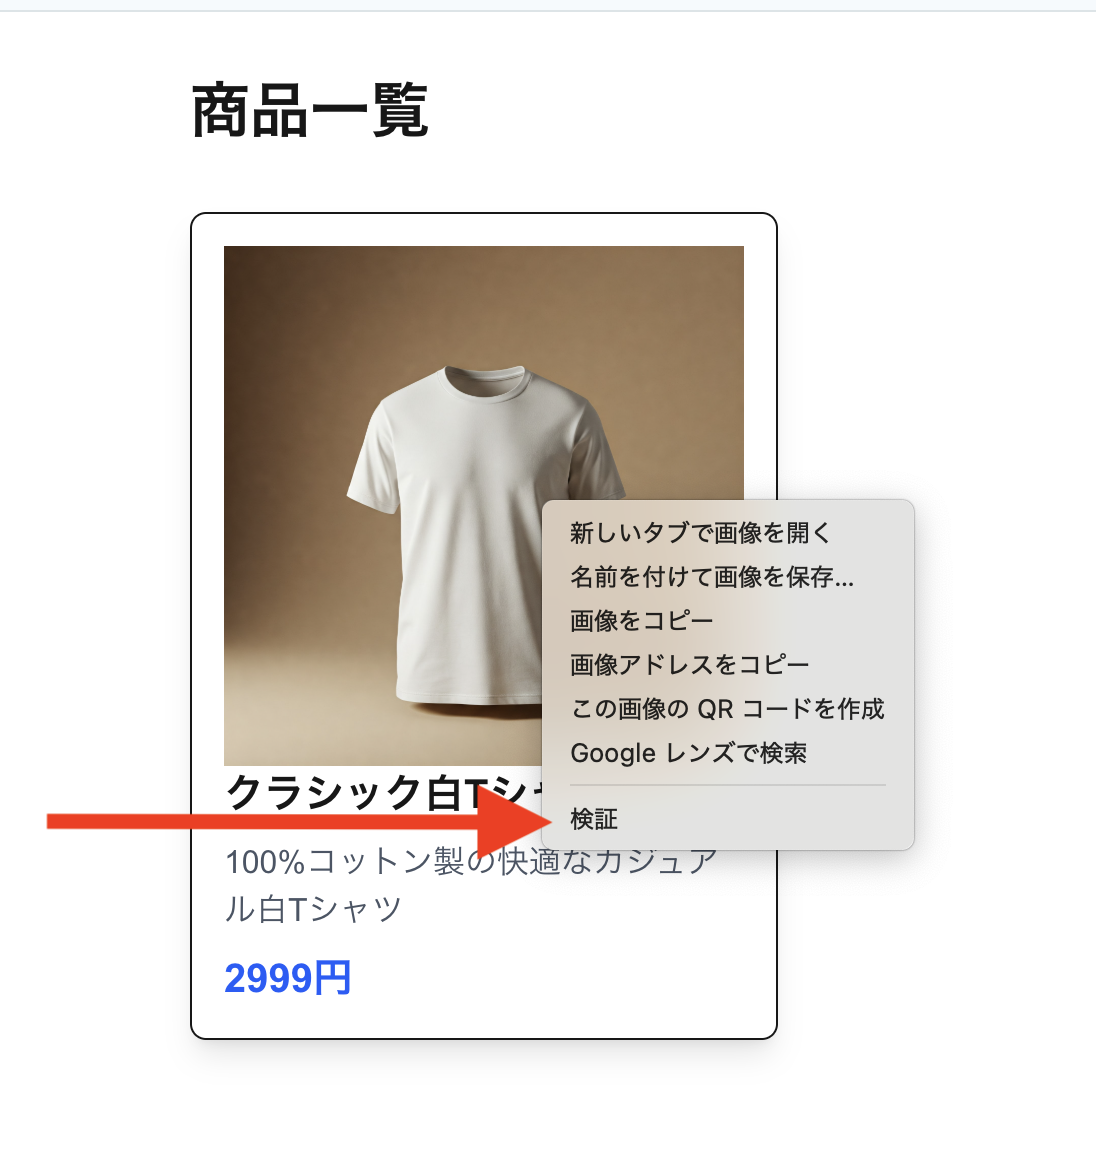 商品一覧
新しいタブで画像を開く
名前を付けて画像を保存...
画像をコピー
画像アドレスをコピー
この画像の QR コードを作成
Google レンズで検索
検証
クラシック白Tシャ
100%コットン製の快適なカジュア
ル白Tシャツ
2999円